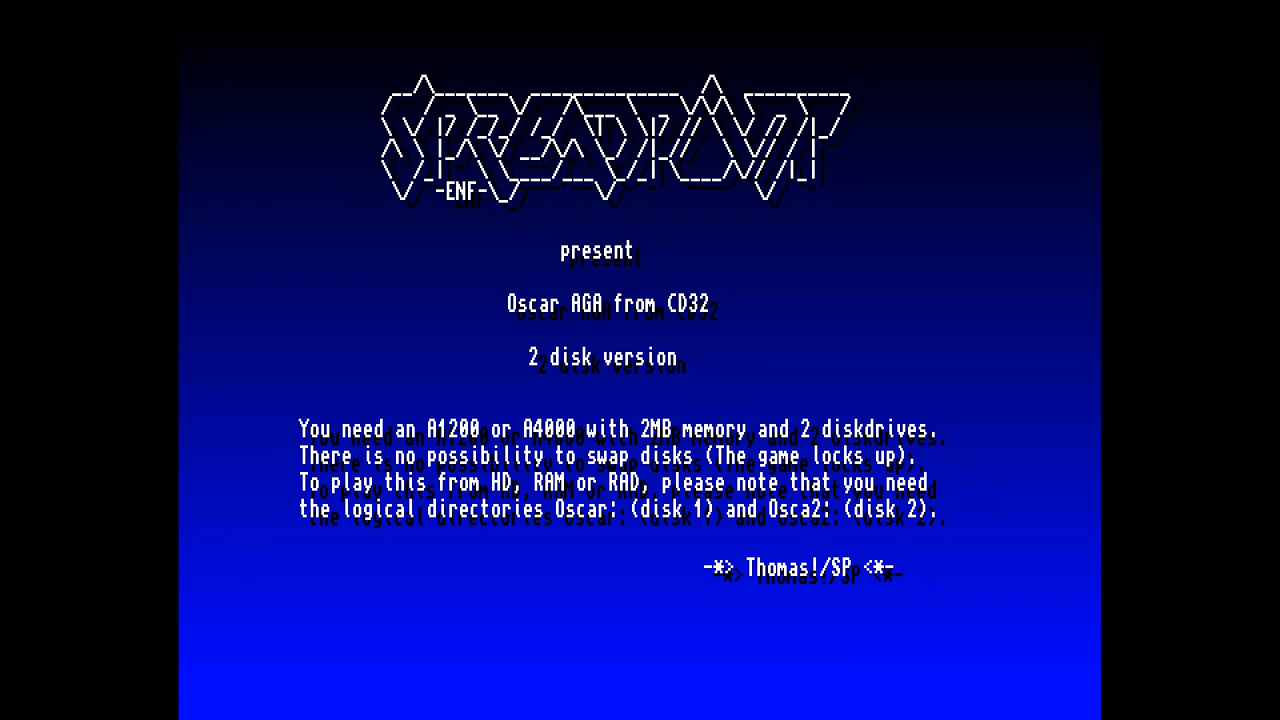 SPREADPOINT
-ENF-
present
Oscar AGA from CD32
2 disk version
You need an A1200 or A4000 with 2MB memory and 2 diskdrives.
There is no possibility to swap disks (The game locks up).
To play this from HD, RAM or RAD, please note that you need
the logical directories Oscar: (disk 1) and Osca2: (disk 2).
-*> Thomas!/SP <*-